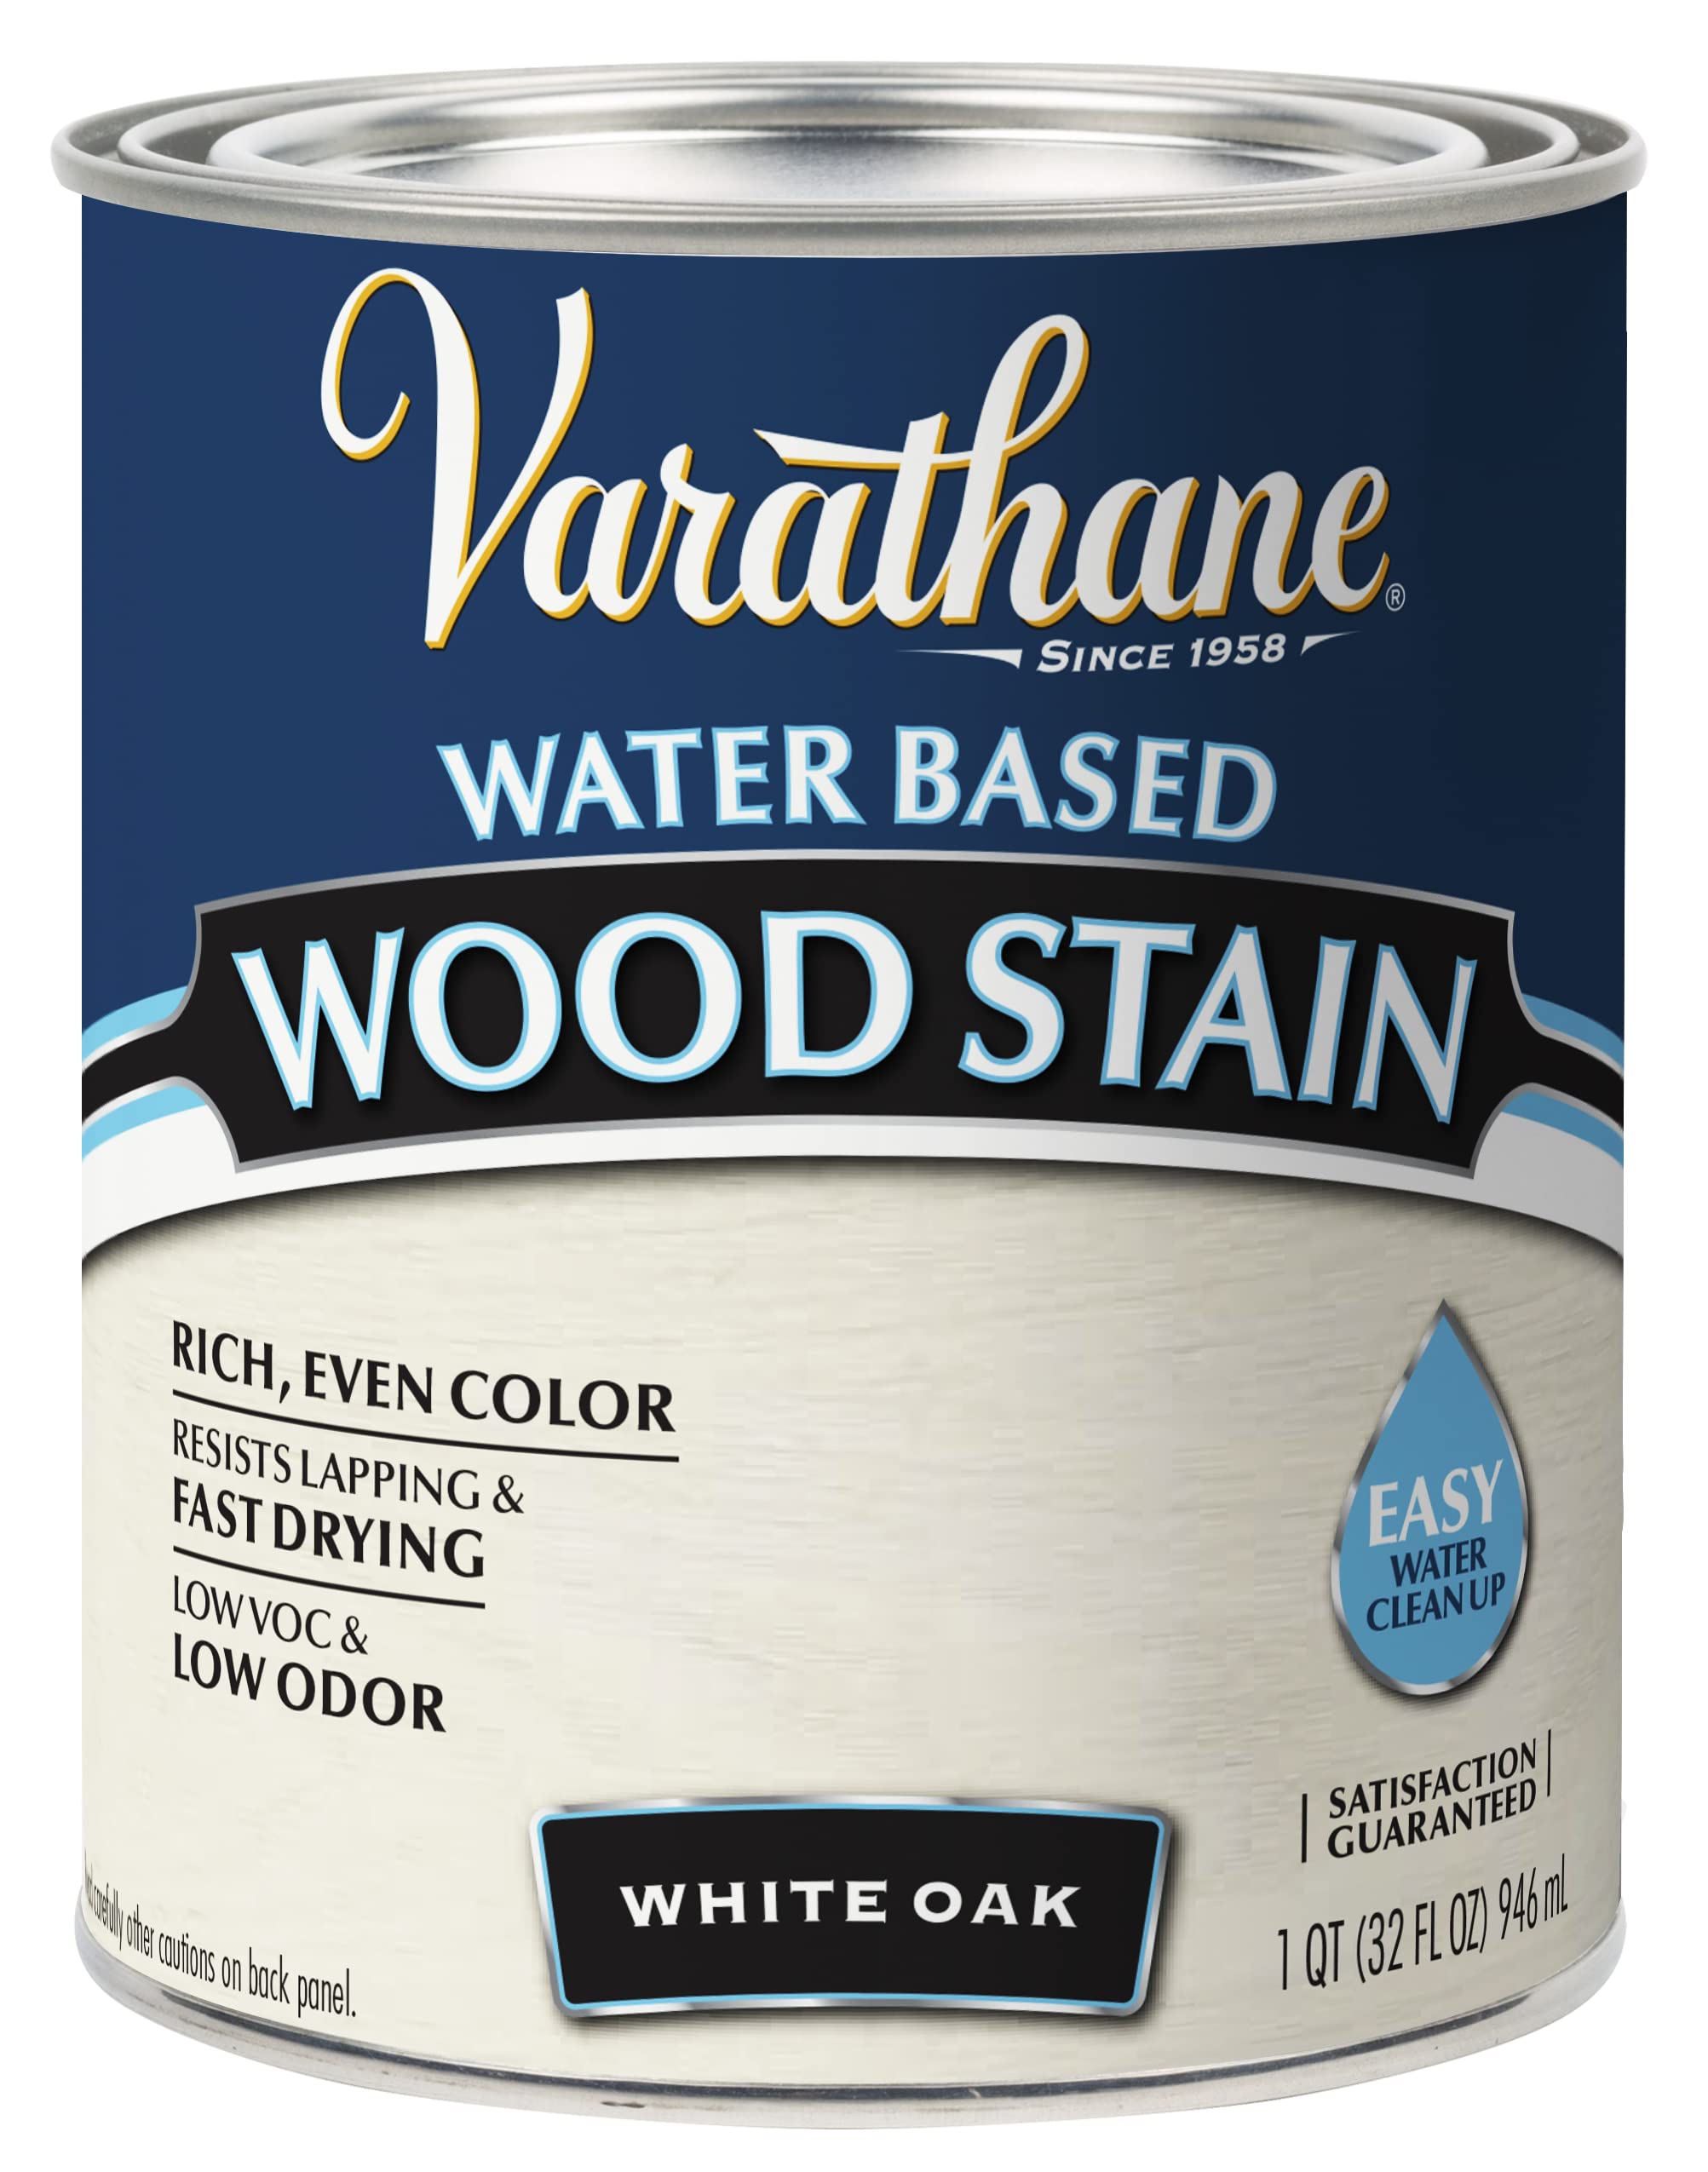 Varathane®
SINCE 1958
WATER BASED
WOOD STAIN
RICH, EVEN COLOR
RESISTS LAPPING &
FAST DRYING
LOW VOC &
LOW ODOR
EASY
WATER
CLEAN UP
SATISFACTION
GUARANTEED
WHITE OAK
1 QT (32 FL OZ) 946 mL
carefully other cautions on back panel.